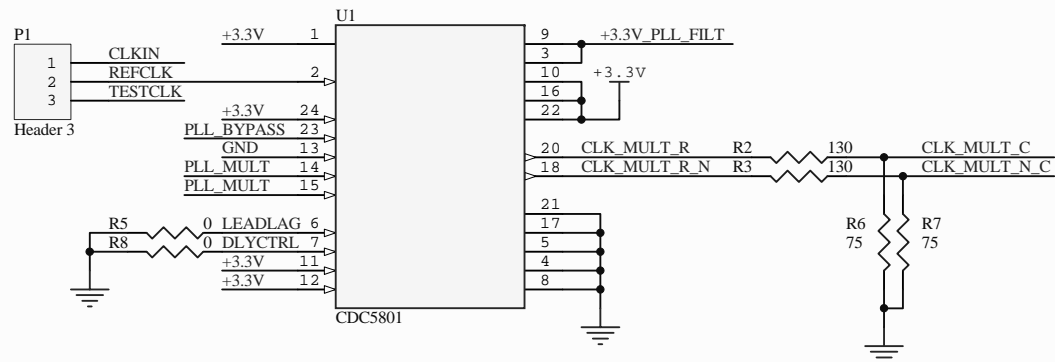 U1
P1
+3.3V 1 9 +3.3V_PLL_FILT
1 CLKIN 3
2 REFCLK 2 10 +3.3V
3 TESTCLK 16
Header 3 +3.3V 24 22
PLL_BYPASS 23
GND 13 20 CLK_MULT_R R2 130 CLK_MULT_C
PLL_MULT 14 18 CLK_MULT_R_N R3 130 CLK_MULT_N_C
PLL_MULT 15
21
R5 0 LEADLAG 6 17 R6 R7
R8 0 DLYCTRL 7 5 75 75
+3.3V 11 4
+3.3V 12 8
CDC5801